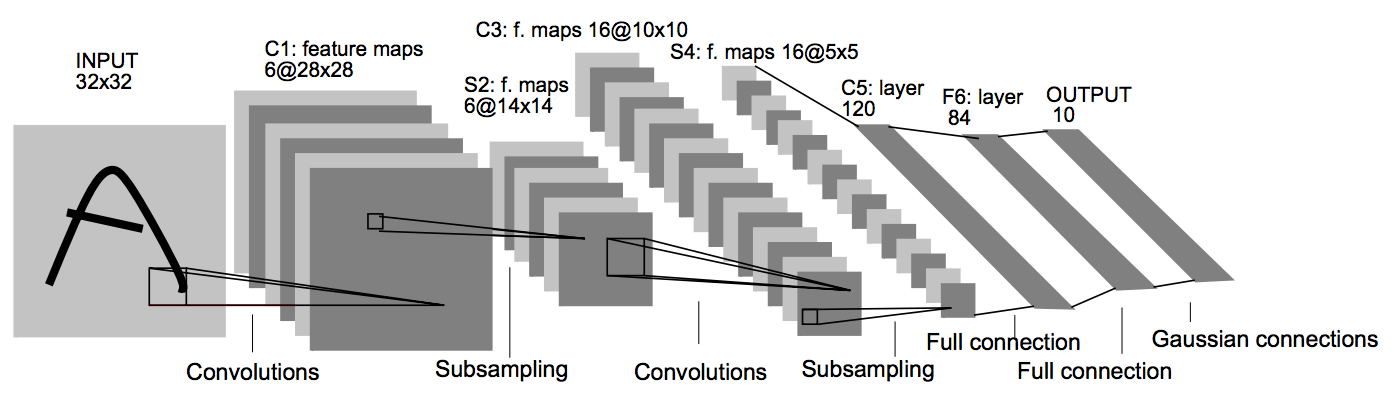 INPUT
32x32
C1: feature maps
6@28x28
S2: f. maps
6@14x14
C3: f. maps 16@10x10
S4: f. maps 16@5x5
C5: layer
120
F6: layer
84
OUTPUT
10
Convolutions
Subsampling
Convolutions
Subsampling
Full connection
Full connection
Gaussian connections